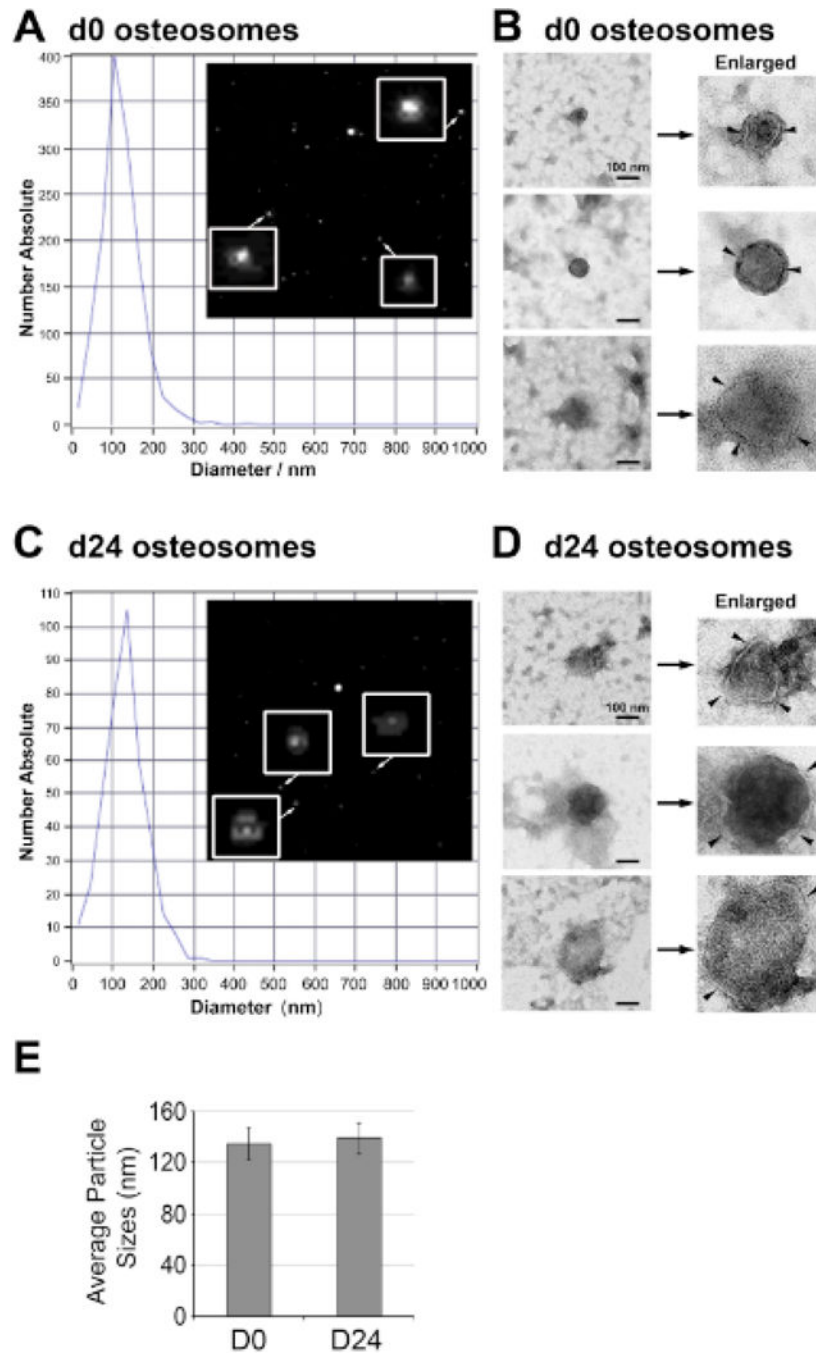 A d0 osteosomes
400
350
300
250
200
150
100
50
0
Number Absolute
0 100 200 300 400 500 600 700 800 900 1000
Diameter / nm
B d0 osteosomes
Enlarged
100 nm
C d24 osteosomes
110
100
90
80
70
60
50
40
30
20
10
0
Number Absolute
0 100 200 300 400 500 600 700 800 900 1000
Diameter (nm)
D d24 osteosomes
Enlarged
100 nm
E
160
120
80
40
0
Average Particle
Sizes (nm)
D0 D24